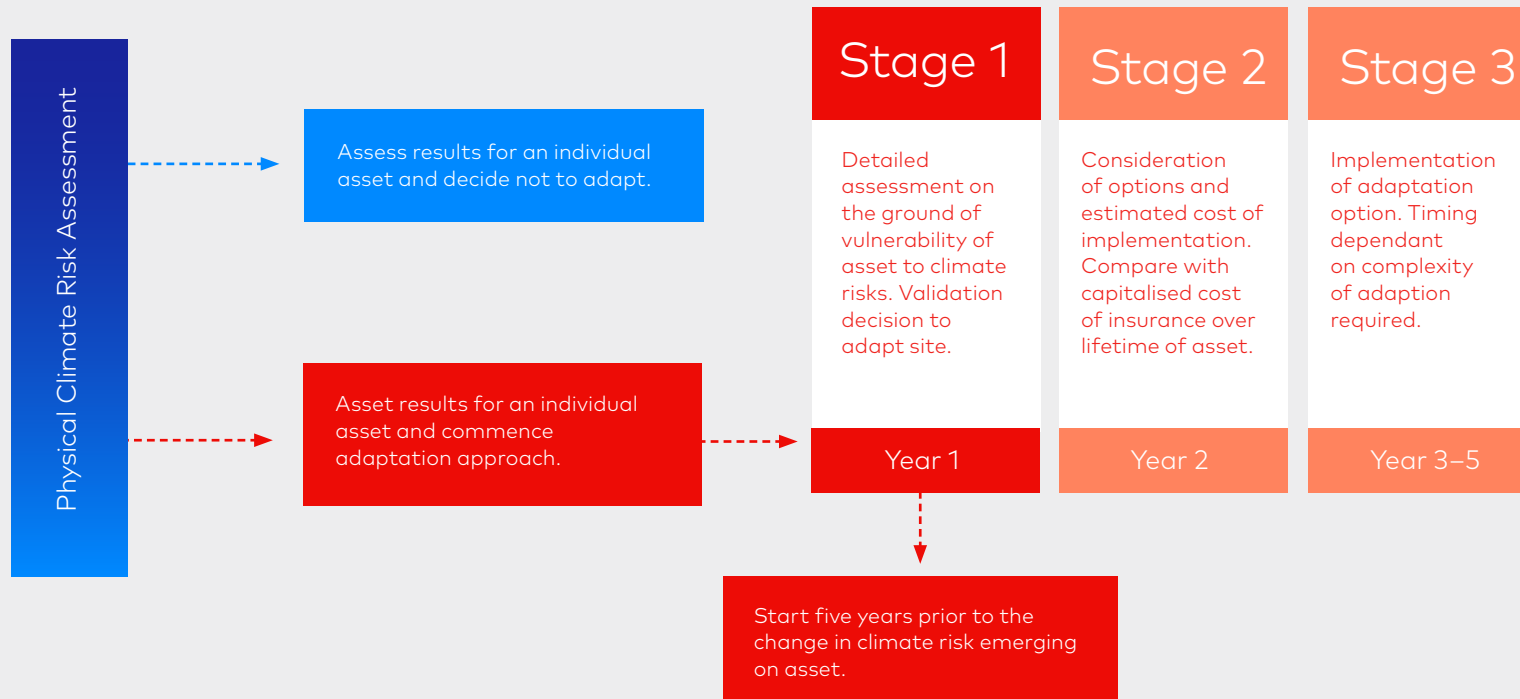 Physical Climate Risk Assessment
Assess results for an individual
asset and decide not to adapt.
Asset results for an individual
asset and commence
adaptation approach.
Stage 1
Detailed
assessment on
the ground of
vulnerability of
asset to climate
risks. Validation
decision to
adapt site.
Year 1
Stage 2
Consideration
of options and
estimated cost of
implementation.
Compare with
capitalised cost
of insurance over
lifetime of asset.
Year 2
Stage 3
Implementation
of adaptation
option. Timing
dependant
on complexity
of adaption
required.
Year 3–5
Start five years prior to the
change in climate risk emerging
on asset.